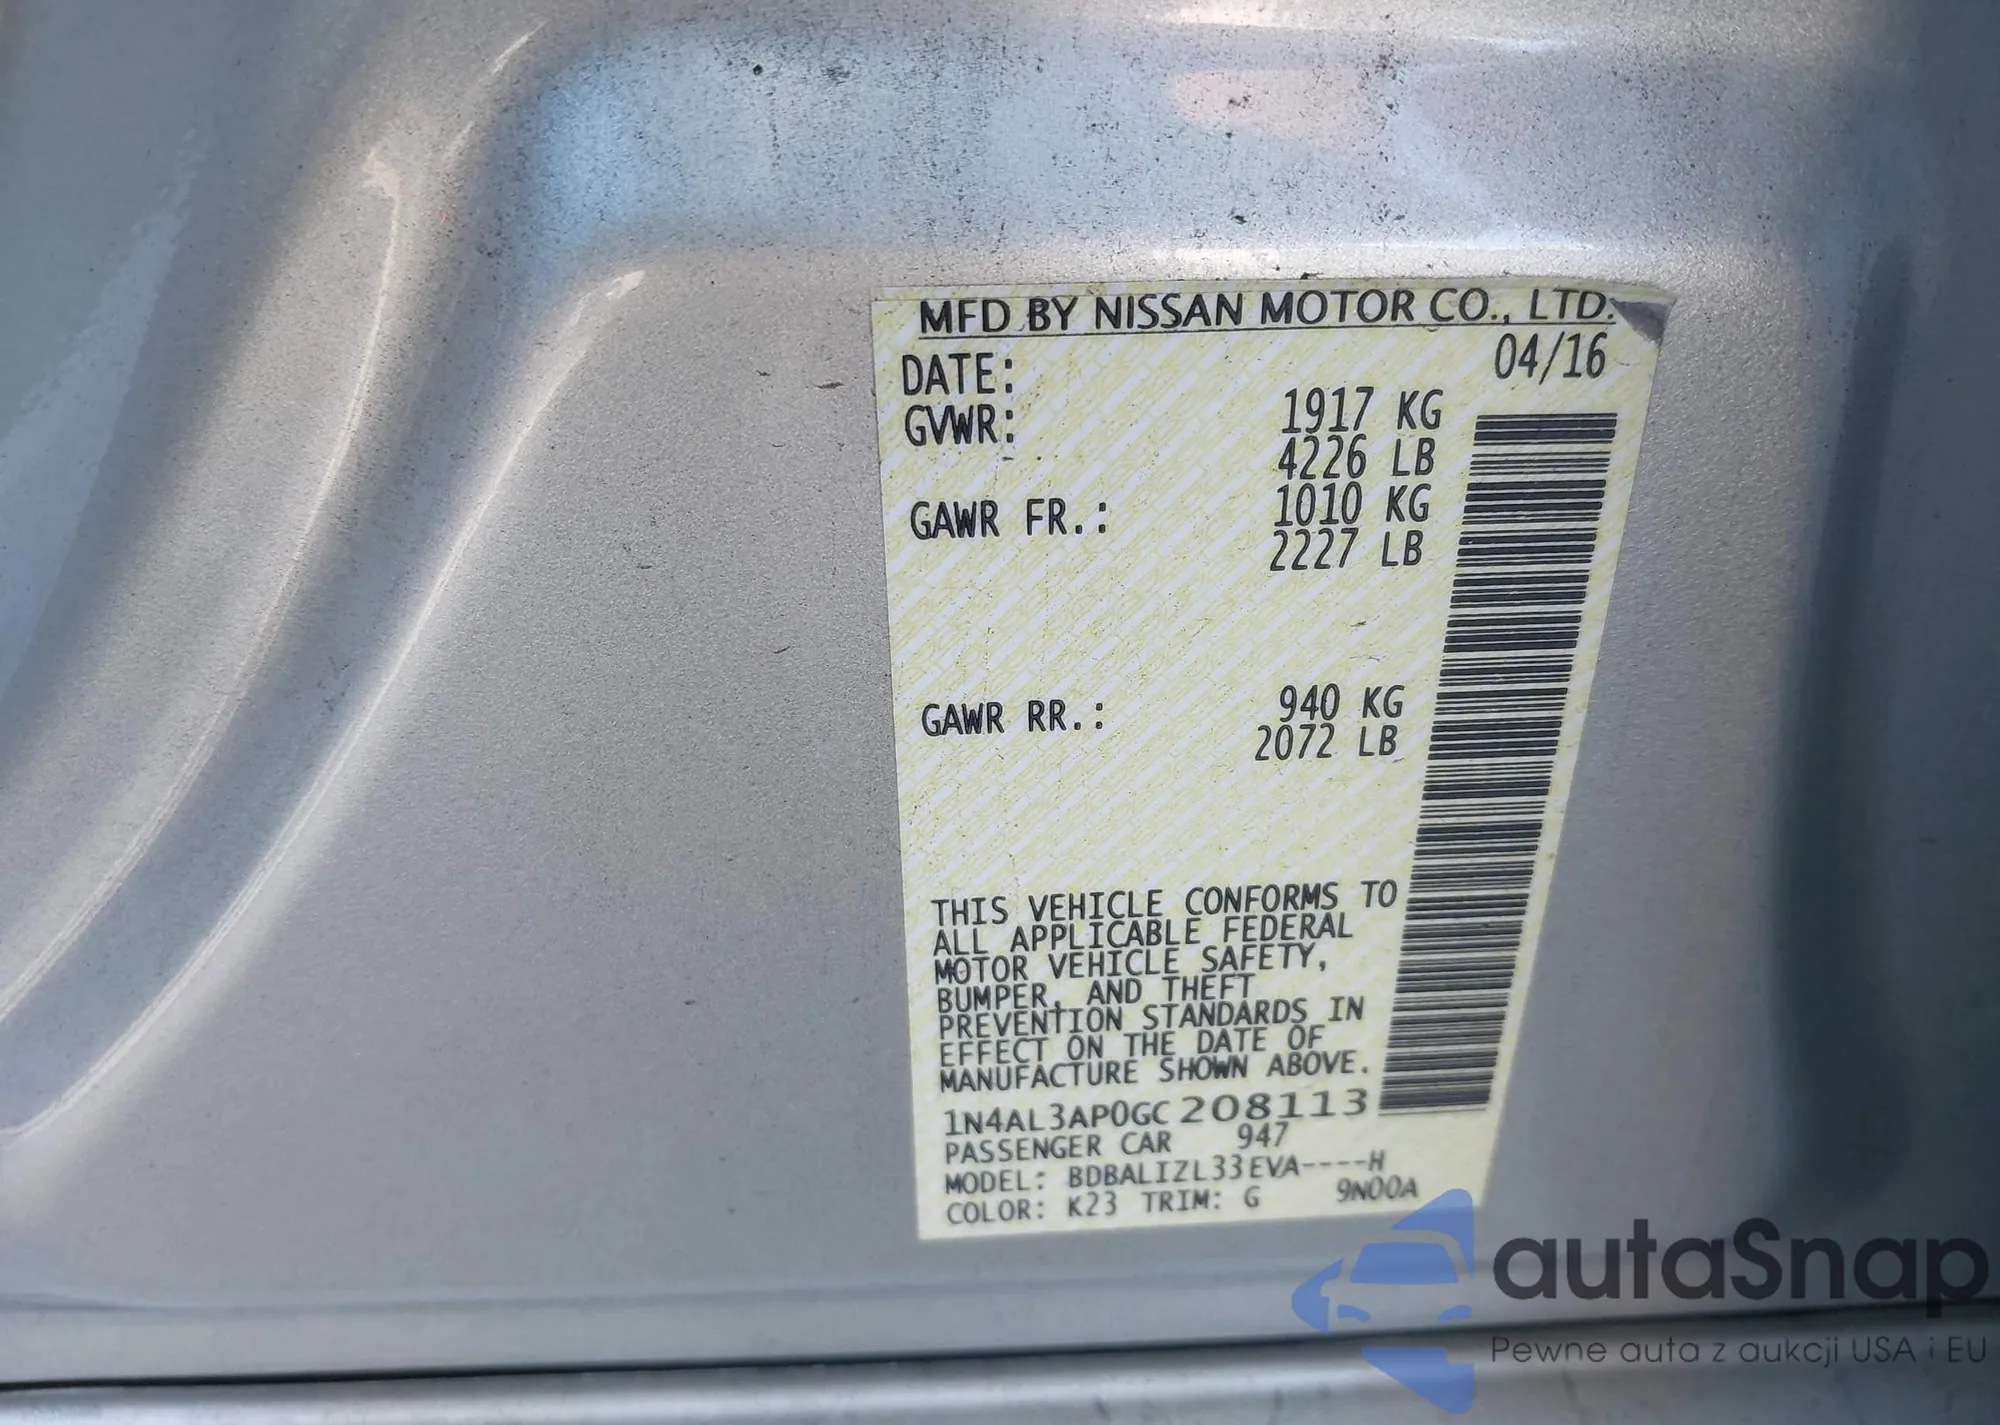 MFD BY NISSAN MOTOR CO., LTD.
DATE: 04/16
GVWR: 1917 KG
4226 LB
GAWR FR.: 1010 KG
2227 LB
GAWR RR.: 940 KG
2072 LB
THIS VEHICLE CONFORMS TO
ALL APPLICABLE FEDERAL
MOTOR VEHICLE SAFETY,
BUMPER, AND THEFT
PREVENTION STANDARDS IN
EFFECT ON THE DATE OF
MANUFACTURE SHOWN ABOVE.
1N4AL3AP0GC208113
PASSENGER CAR 947
MODEL: BDBALIZL33EVA----H
COLOR: K23 TRIM: G 9N00A
autaSnap
Pewne auta z aukcji USA i EU